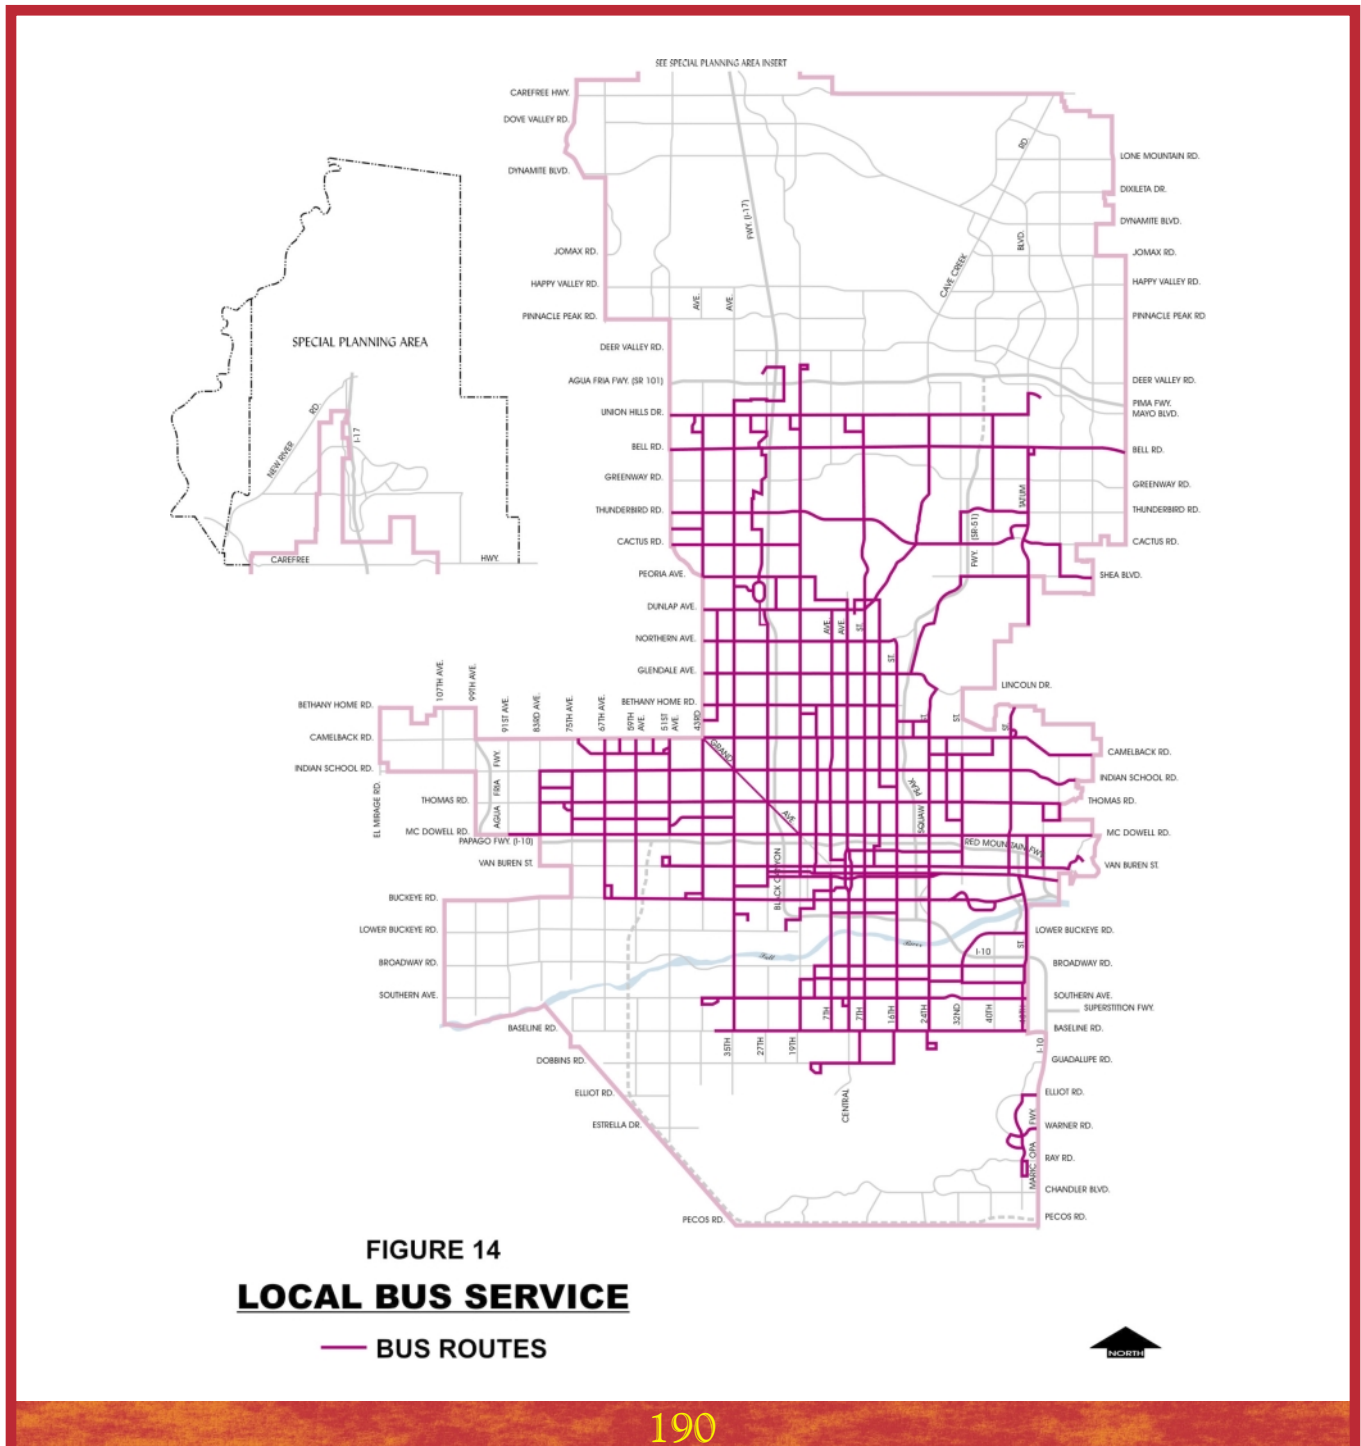 SEE SPECIAL PLANNING AREA INSERT
CAREFREE HWY.
DOVE VALLEY RD.
DYNAMITE BLVD.
JOMAX RD.
HAPPY VALLEY RD.
PINNACLE PEAK RD.
DEER VALLEY RD.
AGUA FRIA FWY. (SR 101)
UNION HILLS DR.
BELL RD.
GREENWAY RD.
THUNDERBIRD RD.
CACTUS RD.
PEORIA AVE.
DUNLAP AVE.
NORTHERN AVE.
GLENDALE AVE.
BETHANY HOME RD.
LONE MOUNTAIN RD.
DIXILETA DR.
DYNAMITE BLVD.
JOMAX RD.
HAPPY VALLEY RD.
PINNACLE PEAK RD
DEER VALLEY RD.
PIMA FWY.
MAYO BLVD.
BELL RD.
GREENWAY RD.
THUNDERBIRD RD.
CACTUS RD.
SHEA BLVD.
LINCOLN DR.
CAMELBACK RD.
INDIAN SCHOOL RD.
THOMAS RD.
MC DOWELL RD.
VAN BUREN ST.
LOWER BUCKEYE RD.
BROADWAY RD.
SOUTHERN AVE.
SUPERSTITION FWY.
BASELINE RD.
GUADALUPE RD.
ELLIOT RD.
WARNER RD.
RAY RD.
CHANDLER BLVD.
PECOS RD.
FWY. (I-17)
CAVE CREEK
RD.
BLVD.
TATUM
AVE.
AVE.
(SR-51)
FWY.
AVE.
AVE.
ST.
ST.
ST.
ST.
ST.
SPECIAL PLANNING AREA
NEW RIVER
RD.
I-17
CAREFREE
HWY.
107TH AVE.
99TH AVE.
91ST AVE.
83RD AVE.
75TH AVE.
67TH AVE.
59TH
AVE.
51ST
AVE.
43RD
BETHANY HOME RD.
CAMELBACK RD.
INDIAN SCHOOL RD.
EL MIRAGE RD.
THOMAS RD.
MC DOWELL RD.
PAPAGO FWY. (I-10)
VAN BUREN ST.
BUCKEYE RD.
LOWER BUCKEYE RD.
BROADWAY RD.
SOUTHERN AVE.
BASELINE RD.
DOBBINS RD.
ELLIOT RD.
ESTRELLA DR.
PECOS RD.
AGUA FRIA FWY.
GRAND
AVE
SQUAW
PEAK
RED MOUNTAIN FWY.
BLACK CANYON
Salt
River
I-10
ST.
35TH
27TH
19TH
7TH
7TH
16TH
24TH
32ND
40TH
CENTRAL
I-10
MARICOPA FWY.
FIGURE 14
LOCAL BUS SERVICE
BUS ROUTES
NORTH
190